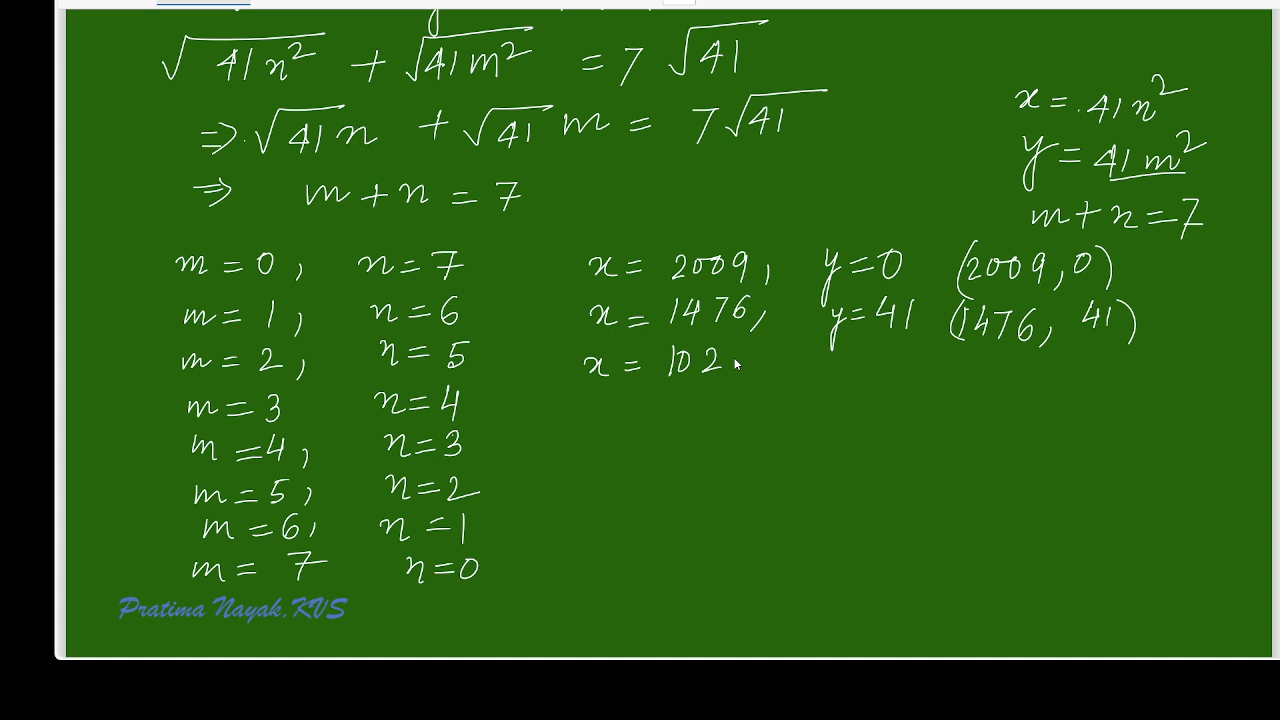 √41n² + √41m² = 7√41
⇒ √41 n + √41 m = 7√41
⇒ m + n = 7
x = 41n²
y = 41m²
m + n = 7
m = 0, n = 7 x = 2009, y = 0 (2009, 0)
m = 1, n = 6 x = 1476, y = 41 (1476, 41)
m = 2, n = 5 x = 102
m = 3 n = 4
m = 4, n = 3
m = 5, n = 2
m = 6, n = 1
m = 7 n = 0
Pratima Nayak,KVS